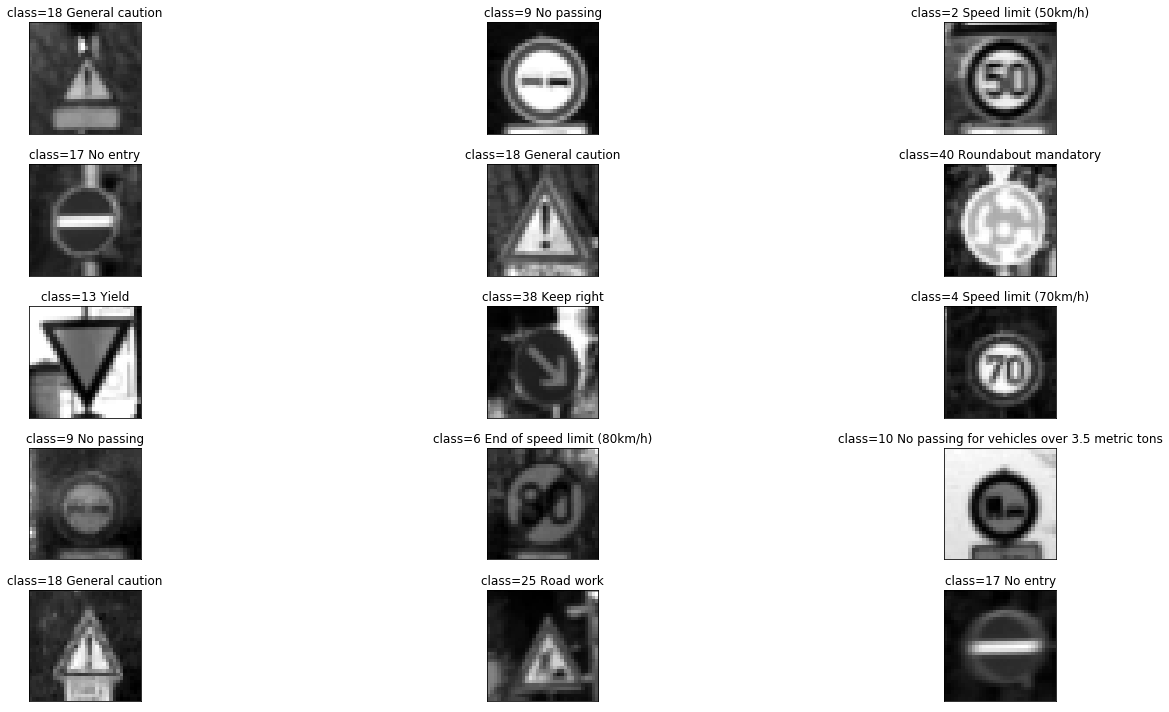 class=18 General caution
class=9 No passing
class=2 Speed limit (50km/h)
50
class=17 No entry
class=18 General caution
class=40 Roundabout mandatory
class=13 Yield
class=38 Keep right
class=4 Speed limit (70km/h)
70
class=9 No passing
class=6 End of speed limit (80km/h)
class=10 No passing for vehicles over 3.5 metric tons
80
class=18 General caution
class=25 Road work
class=17 No entry